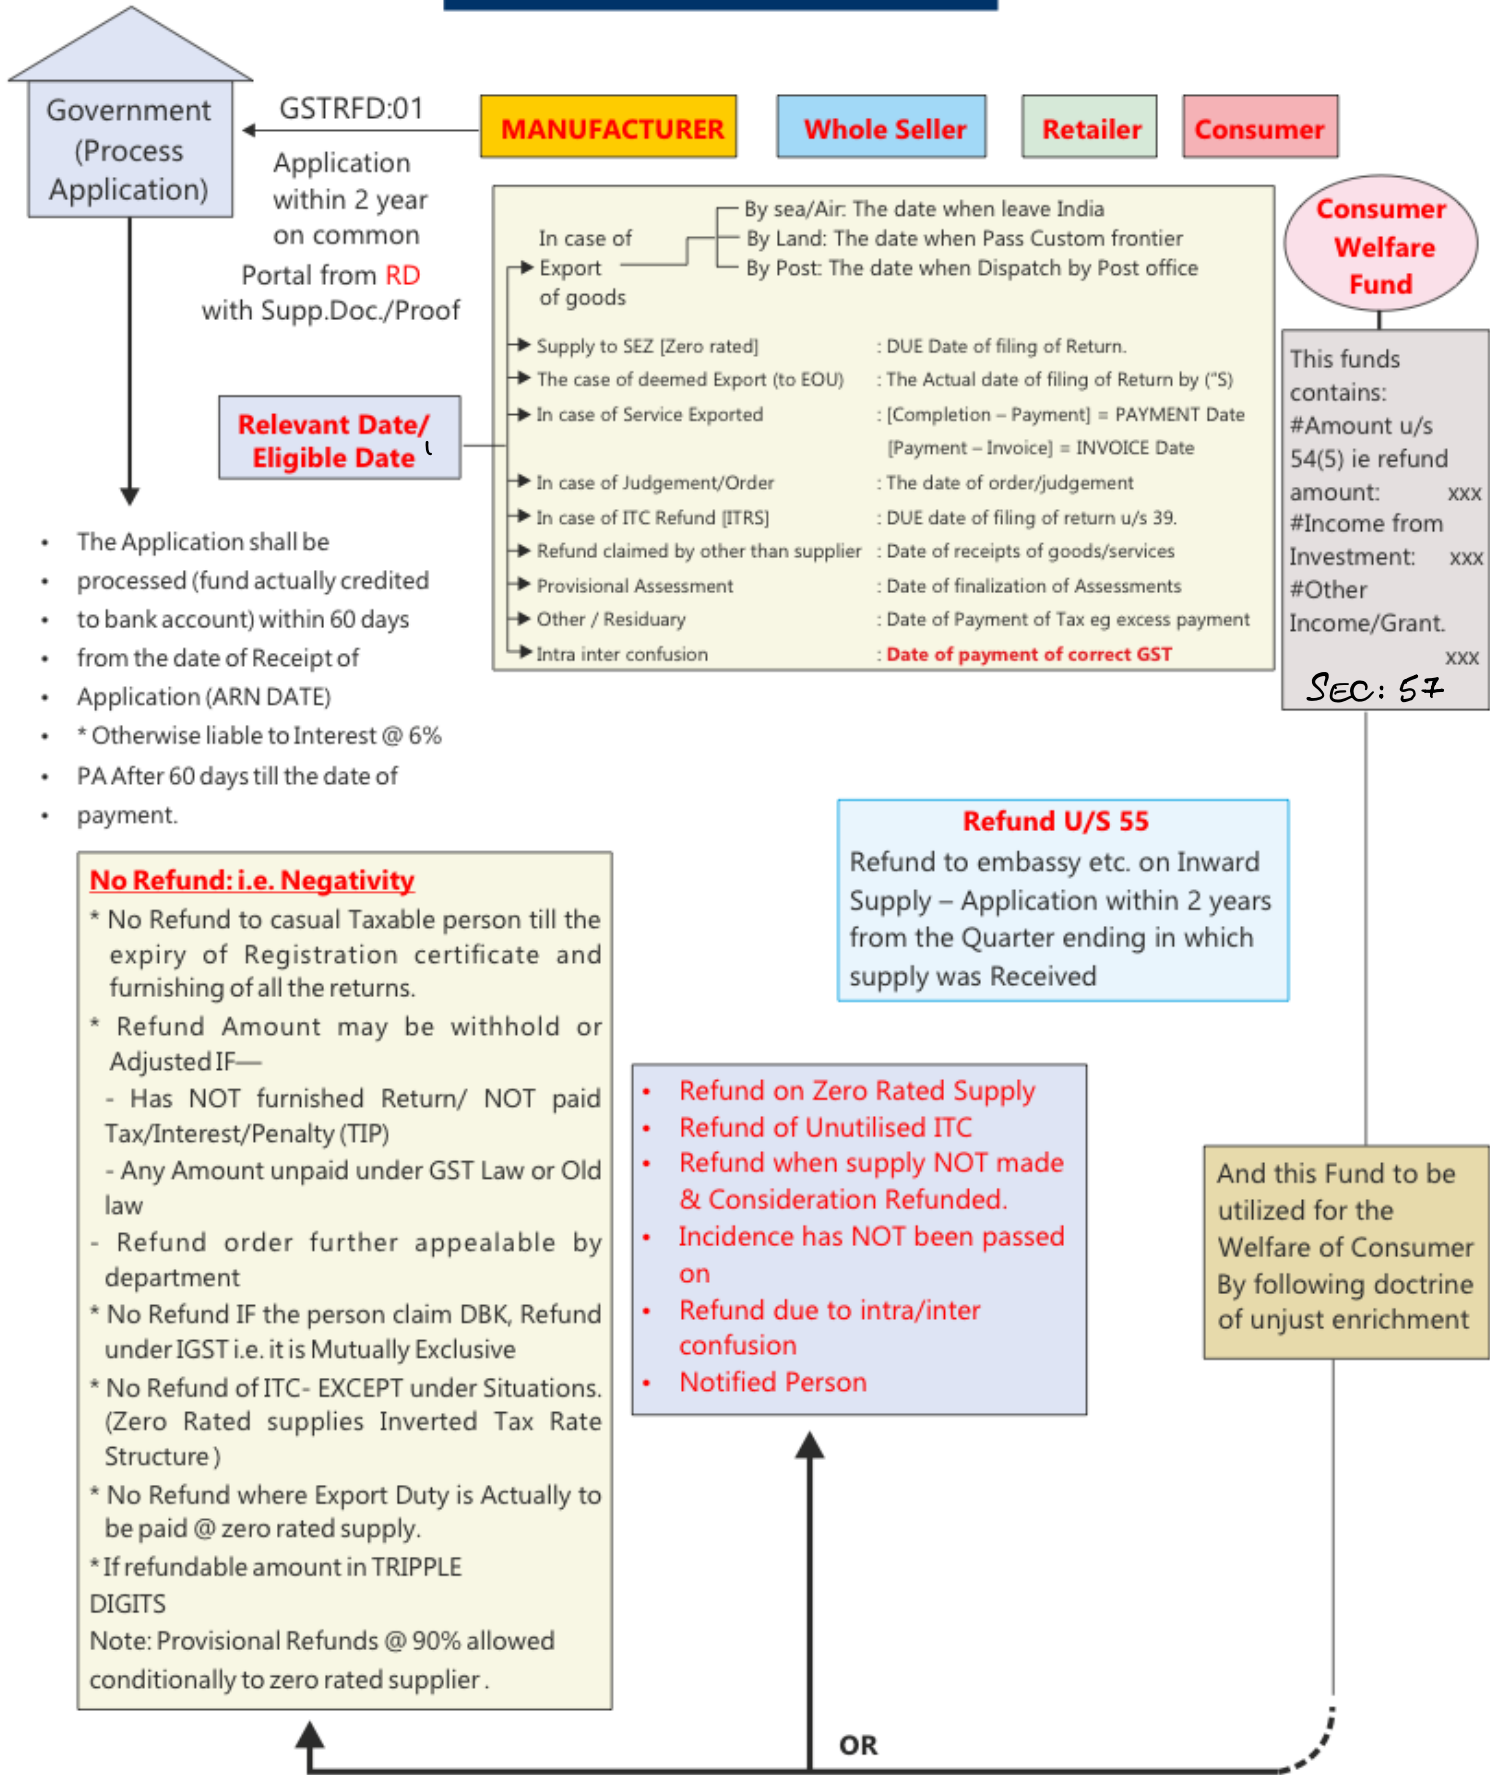 Government
(Process
Application)
GSTRFD:01
Application
within 2 year
on common
Portal from RD
with Supp.Doc./Proof
MANUFACTURER
Whole Seller
Retailer
Consumer
In case of
Export
of goods
By sea/Air: The date when leave India
By Land: The date when Pass Custom frontier
By Post: The date when Dispatch by Post office
Supply to SEZ [Zero rated] : DUE Date of filing of Return.
The case of deemed Export (to EOU) : The Actual date of filing of Return by ("S)
In case of Service Exported : [Completion – Payment] = PAYMENT Date
[Payment – Invoice] = INVOICE Date
In case of Judgement/Order : The date of order/judgement
In case of ITC Refund [ITRS] : DUE date of filing of return u/s 39.
Refund claimed by other than supplier : Date of receipts of goods/services
Provisional Assessment : Date of finalization of Assessments
Other / Residuary : Date of Payment of Tax eg excess payment
Intra inter confusion : Date of payment of correct GST
Relevant Date/
Eligible Date
Consumer
Welfare
Fund
This funds
contains:
#Amount u/s
54(5) ie refund
amount: xxx
#Income from
Investment: xxx
#Other
Income/Grant.
xxx
SEC: 57
• The Application shall be
• processed (fund actually credited
• to bank account) within 60 days
• from the date of Receipt of
• Application (ARN DATE)
• * Otherwise liable to Interest @ 6%
• PA After 60 days till the date of
• payment.
Refund U/S 55
Refund to embassy etc. on Inward
Supply – Application within 2 years
from the Quarter ending in which
supply was Received
No Refund: i.e. Negativity
* No Refund to casual Taxable person till the
expiry of Registration certificate and
furnishing of all the returns.
* Refund Amount may be withhold or
Adjusted IF—
- Has NOT furnished Return/ NOT paid
Tax/Interest/Penalty (TIP)
- Any Amount unpaid under GST Law or Old
law
- Refund order further appealable by
department
* No Refund IF the person claim DBK, Refund
under IGST i.e. it is Mutually Exclusive
* No Refund of ITC- EXCEPT under Situations.
(Zero Rated supplies Inverted Tax Rate
Structure )
* No Refund where Export Duty is Actually to
be paid @ zero rated supply.
* If refundable amount in TRIPPLE
DIGITS
Note: Provisional Refunds @ 90% allowed
conditionally to zero rated supplier .
• Refund on Zero Rated Supply
• Refund of Unutilised ITC
• Refund when supply NOT made
& Consideration Refunded.
• Incidence has NOT been passed
on
• Refund due to intra/inter
confusion
• Notified Person
And this Fund to be
utilized for the
Welfare of Consumer
By following doctrine
of unjust enrichment
OR